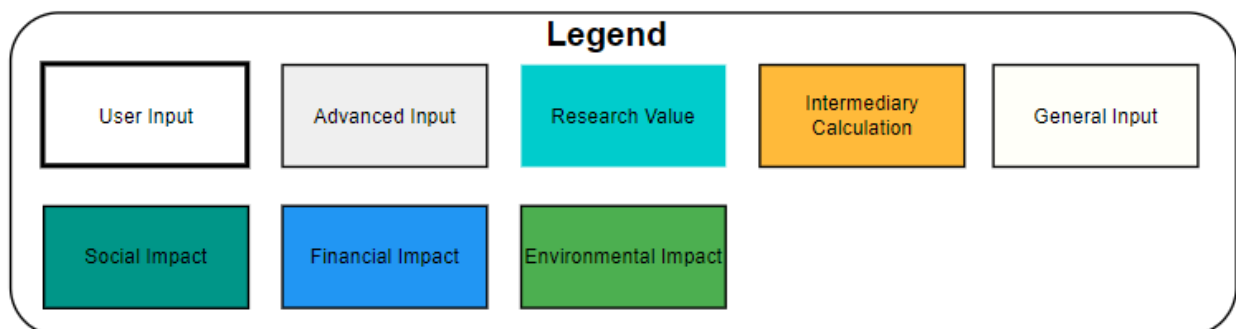 Legend
User Input
Advanced Input
Research Value
Intermediary
Calculation
General Input
Social Impact
Financial Impact
Environmental Impact